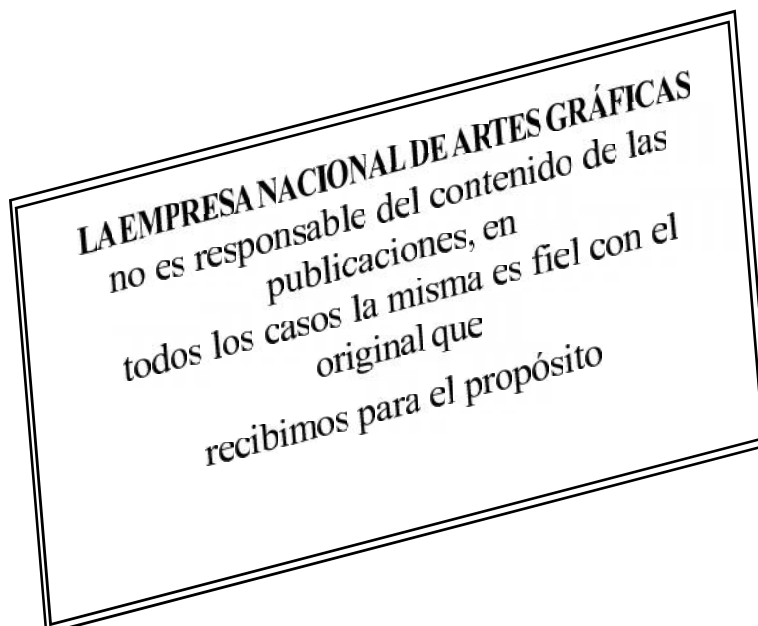 LA EMPRESA NACIONAL DE ARTES GRÁFICAS
no es responsable del contenido de las
publicaciones, en
todos los casos la misma es fiel con el
original que
recibimos para el propósito